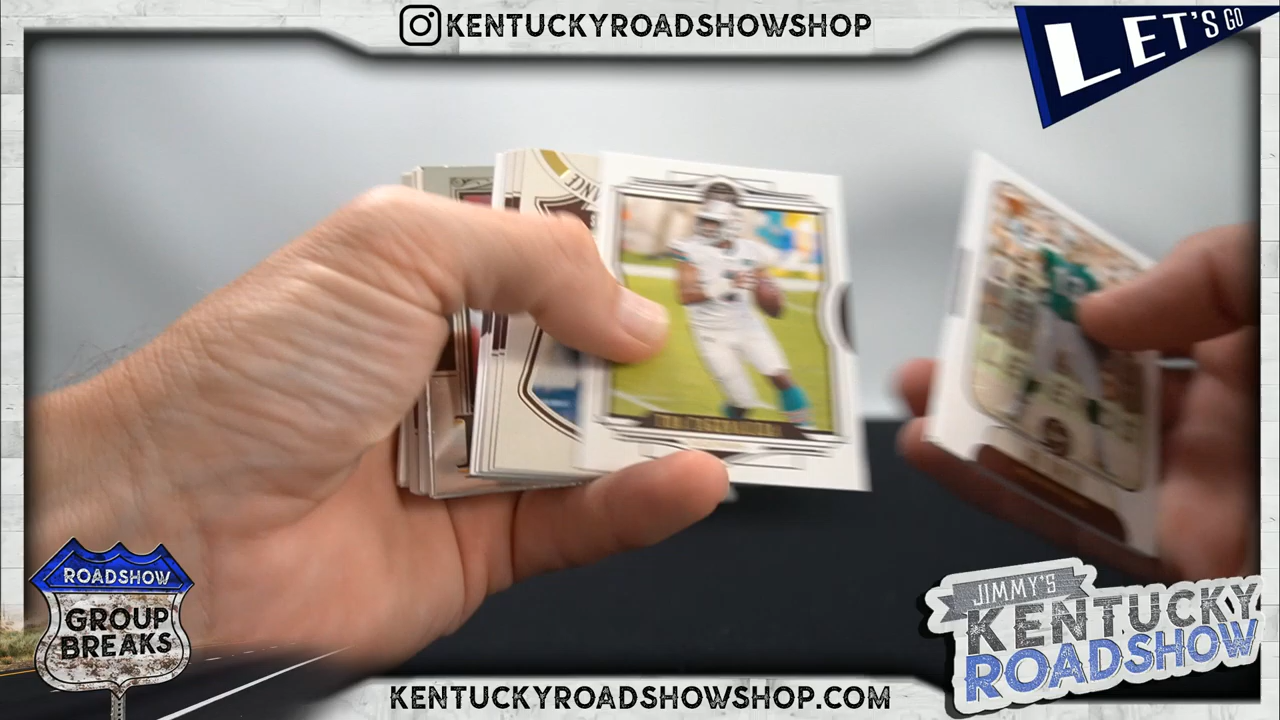 KENTUCKYROADSHOWSHOP
LET'S GO
ROADSHOW
GROUP
BREAKS
JIMMY'S
KENTUCKY
ROADSHOW
KENTUCKYROADSHOWSHOP.COM